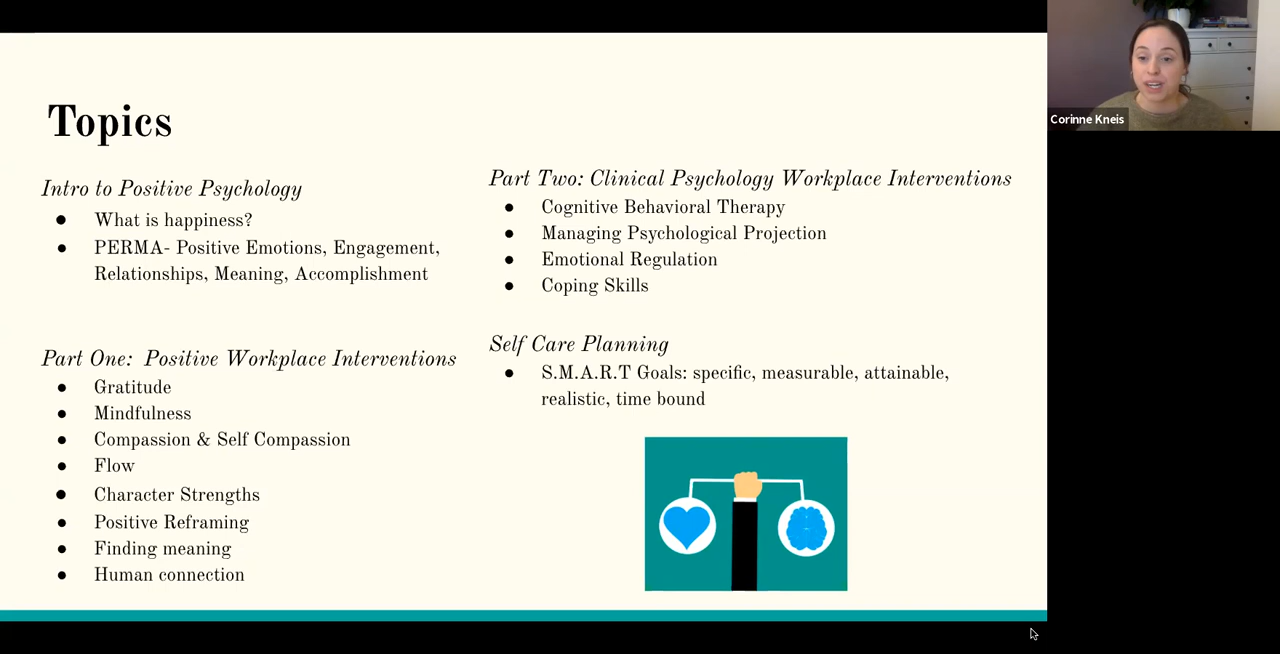 Topics
Intro to Positive Psychology
● What is happiness?
● PERMA- Positive Emotions, Engagement,
Relationships, Meaning, Accomplishment
Part One:  Positive Workplace Interventions
● Gratitude
● Mindfulness
● Compassion & Self Compassion
● Flow
● Character Strengths
● Positive Reframing
● Finding meaning
● Human connection
Part Two: Clinical Psychology Workplace Interventions
● Cognitive Behavioral Therapy
● Managing Psychological Projection
● Emotional Regulation
● Coping Skills
Self Care Planning
● S.M.A.R.T Goals: specific, measurable, attainable,
realistic, time bound
Corinne Kneis